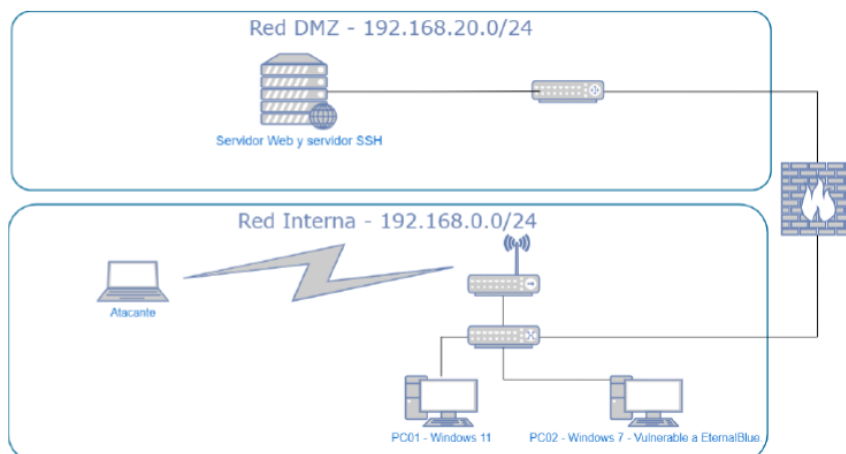 Red DMZ - 192.168.20.0/24
Servidor Web y servidor SSH
Red Interna - 192.168.0.0/24
Atacante
PC01 - Windows 11
PC02 - Windows 7 - Vulnerable a EternalBlue.